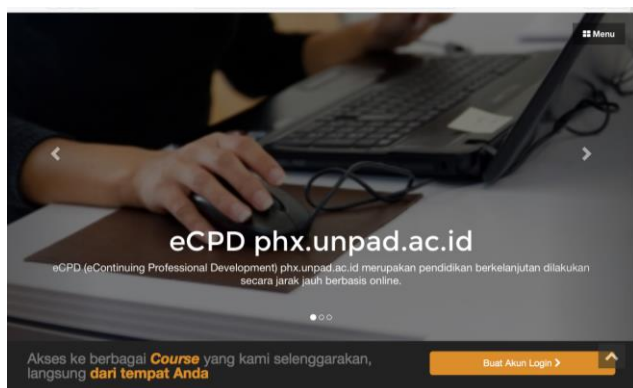 Menu
eCPD phx.unpad.ac.id
eCPD (eContinuing Professional Development) phx.unpad.ac.id merupakan pendidikan berkelanjutan dilakukan
secara jarak jauh berbasis online.
Akses ke berbagai Course yang kami selenggarakan,
langsung dari tempat Anda
Buat Akun Login